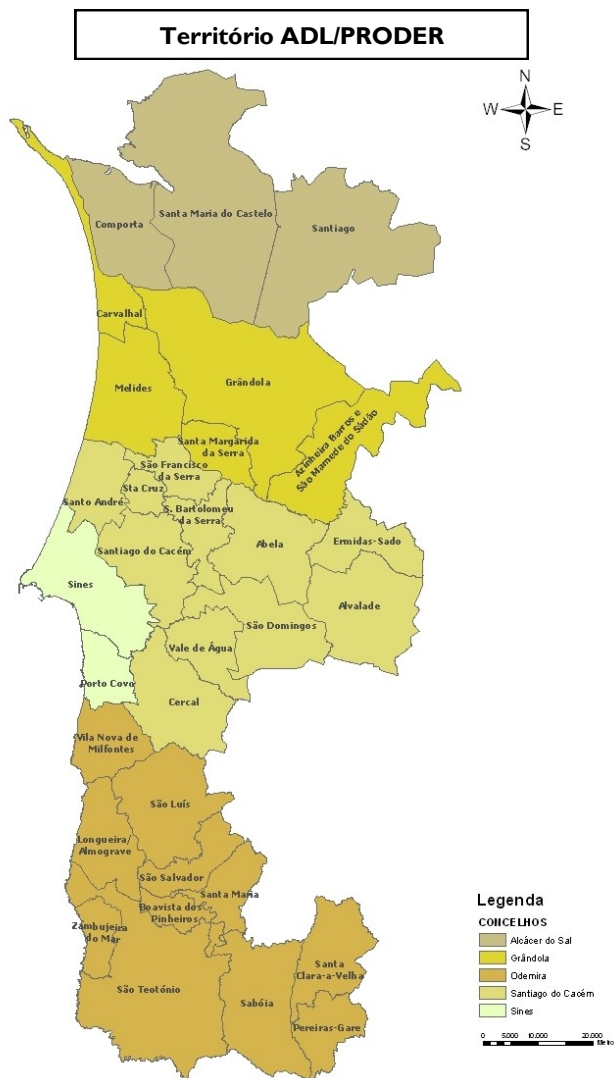 Território ADL/PRODER
N
W E
S
Santa Maria do Castelo
Comporta
Santiago
Carvalhal
Grândola
Melides
Azinheira Barros e
São Mamede do Sádão
Santa Margarida
da Serra
São Francisco
da Serra
Sta Cruz
Santo André
S. Bartolomeu
da Serra
Ermidas-Sado
Abela
Santiago do Cacém
Sines
Alvalade
São Domingos
Vale de Água
Porto Covo
Cercal
Vila Nova de
Milfontes
São Luís
Longueira/
Almograve
São Salvador
Santa Maria
Boavista dos
Pinheiros
Zambujeira
do Mar
Santa
Clara-a-Velha
São Teotónio
Sabóia
Pereiras-Gare
Legenda
CONCELHOS
Alcácer do Sal
Grândola
Odemira
Santiago do Cacém
Sines
0 5.000 10.000 20.000